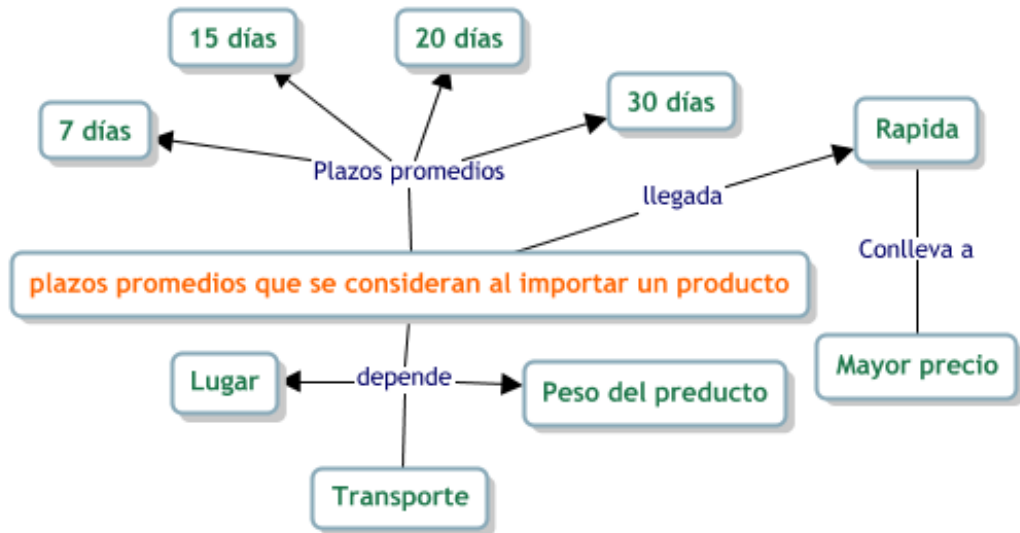 15 días
20 días
30 días
7 días
Rapida
Plazos promedios
llegada
Conlleva a
plazos promedios que se consideran al importar un producto
Mayor precio
Lugar
depende
Peso del preducto
Transporte